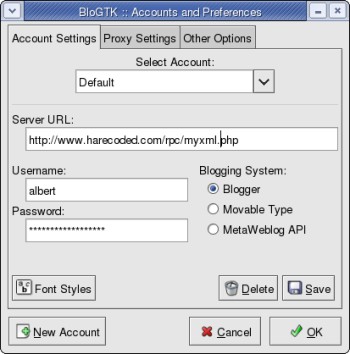 BloGTK :: Accounts and Preferences
Account Settings Proxy Settings Other Options
Select Account:
Default
Server URL:
http://www.harecoded.com/rpc/myxml.php
Username:
albert
Password:
******************
Blogging System:
Blogger
Movable Type
MetaWeblog API
Font Styles
Delete
Save
New Account
Cancel
OK